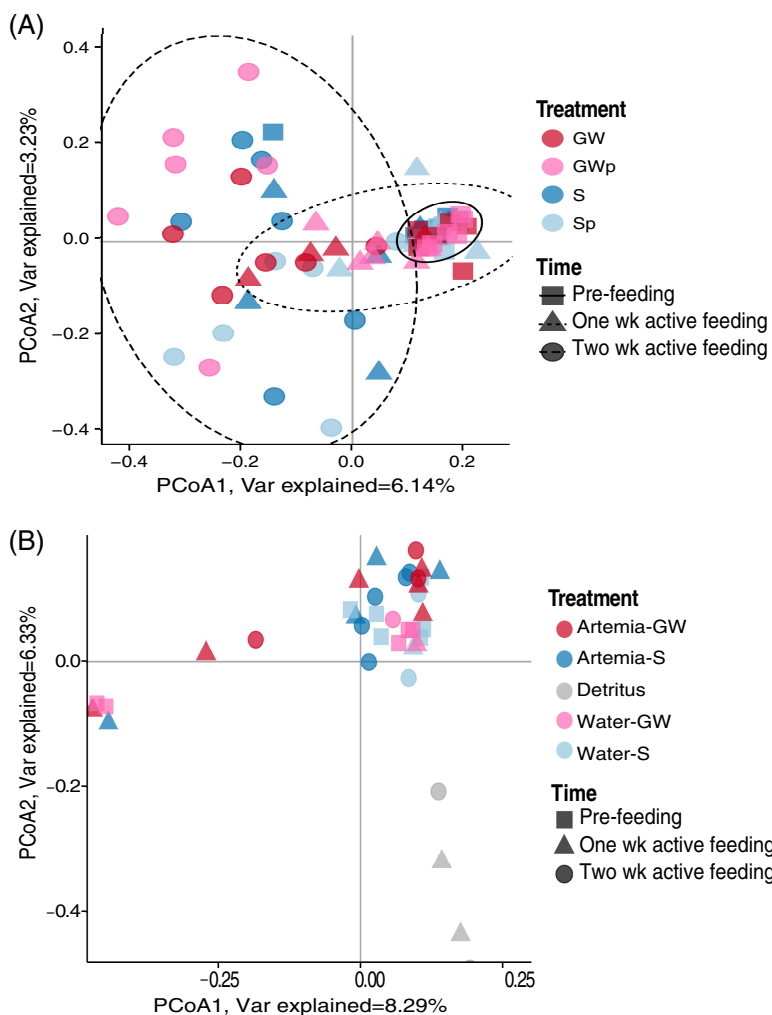 (A)
0.4
0.2
0.0
−0.2
−0.4
PCoA2, Var explained=3.23%
−0.4
−0.2
0.0
0.2
PCoA1, Var explained=6.14%
Treatment
GW
GWp
S
Sp
Time
Pre-feeding
One wk active feeding
Two wk active feeding
(B)
0.0
−0.2
−0.4
PCoA2, Var explained=6.33%
−0.25
0.00
0.25
PCoA1, Var explained=8.29%
Treatment
Artemia-GW
Artemia-S
Detritus
Water-GW
Water-S
Time
Pre-feeding
One wk active feeding
Two wk active feeding